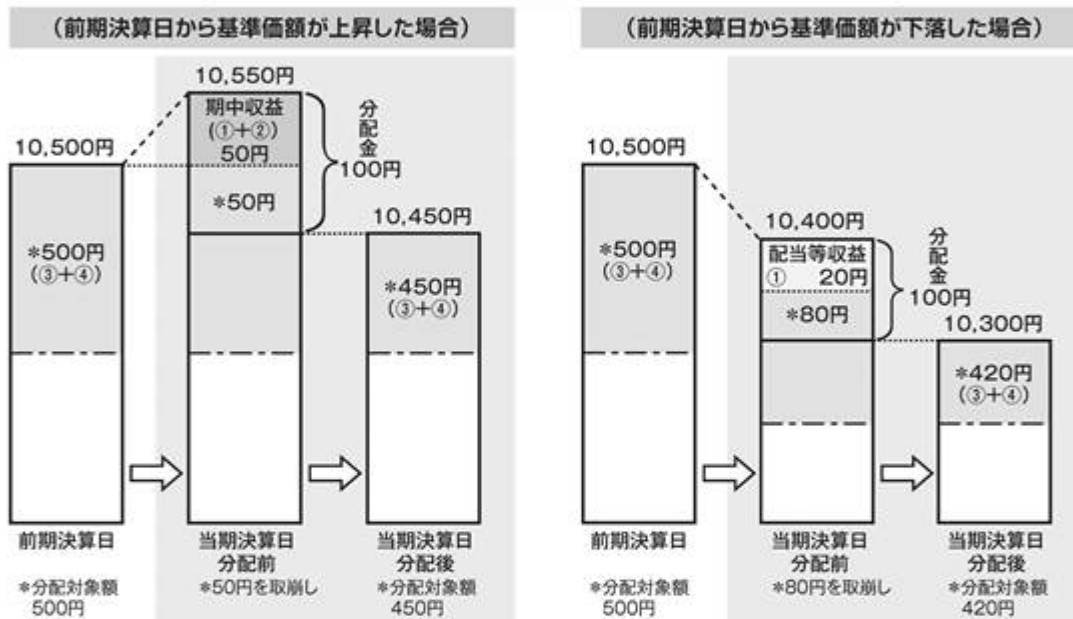 (前期決算日から基準価額が上昇した場合)
10,550円
期中収益
(①+②)
50円
分配金
100円
10,500円
*50円
10,450円
*500円
(③+④)
*450円
(③+④)
前期決算日
当期決算日
分配前
当期決算日
分配後
*分配対象額
500円
*50円を取崩し
*分配対象額
450円
(前期決算日から基準価額が下落した場合)
10,500円
10,400円
配当等収益
① 20円
分配金
100円
*500円
(③+④)
*80円
10,300円
*420円
(③+④)
前期決算日
当期決算日
分配前
当期決算日
分配後
*分配対象額
500円
*80円を取崩し
*分配対象額
420円